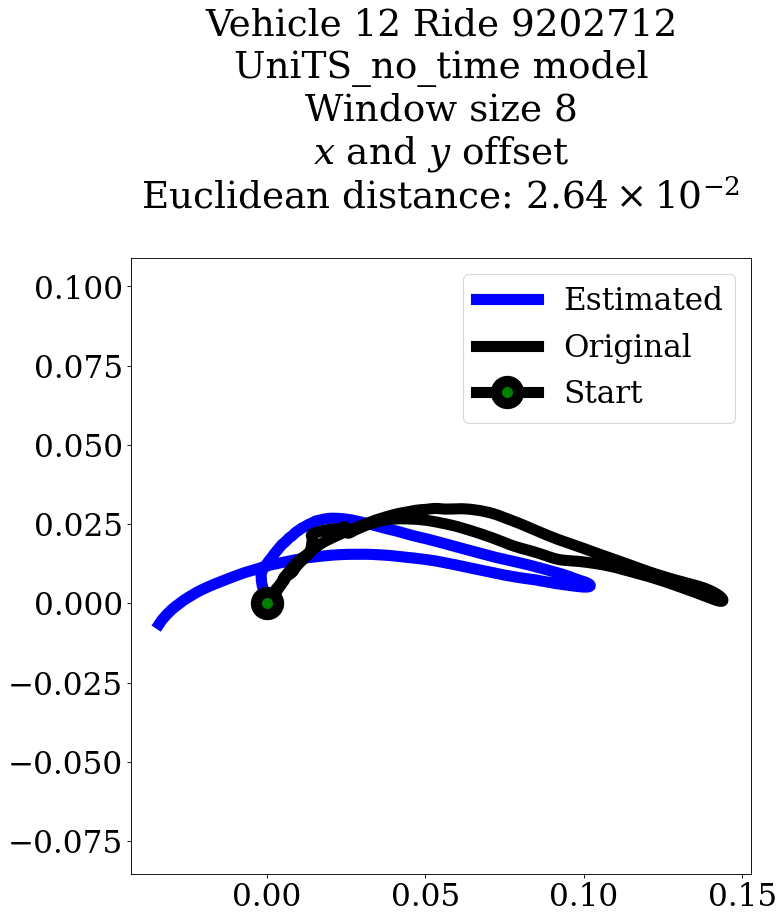 Vehicle 12 Ride 9202712
UniTS_no_time model
Window size 8
x and y offset
Euclidean distance: 2.64 × 10⁻²
Estimated
Original
Start
0.100
0.075
0.050
0.025
0.000
−0.025
−0.050
−0.075
0.00 0.05 0.10 0.15